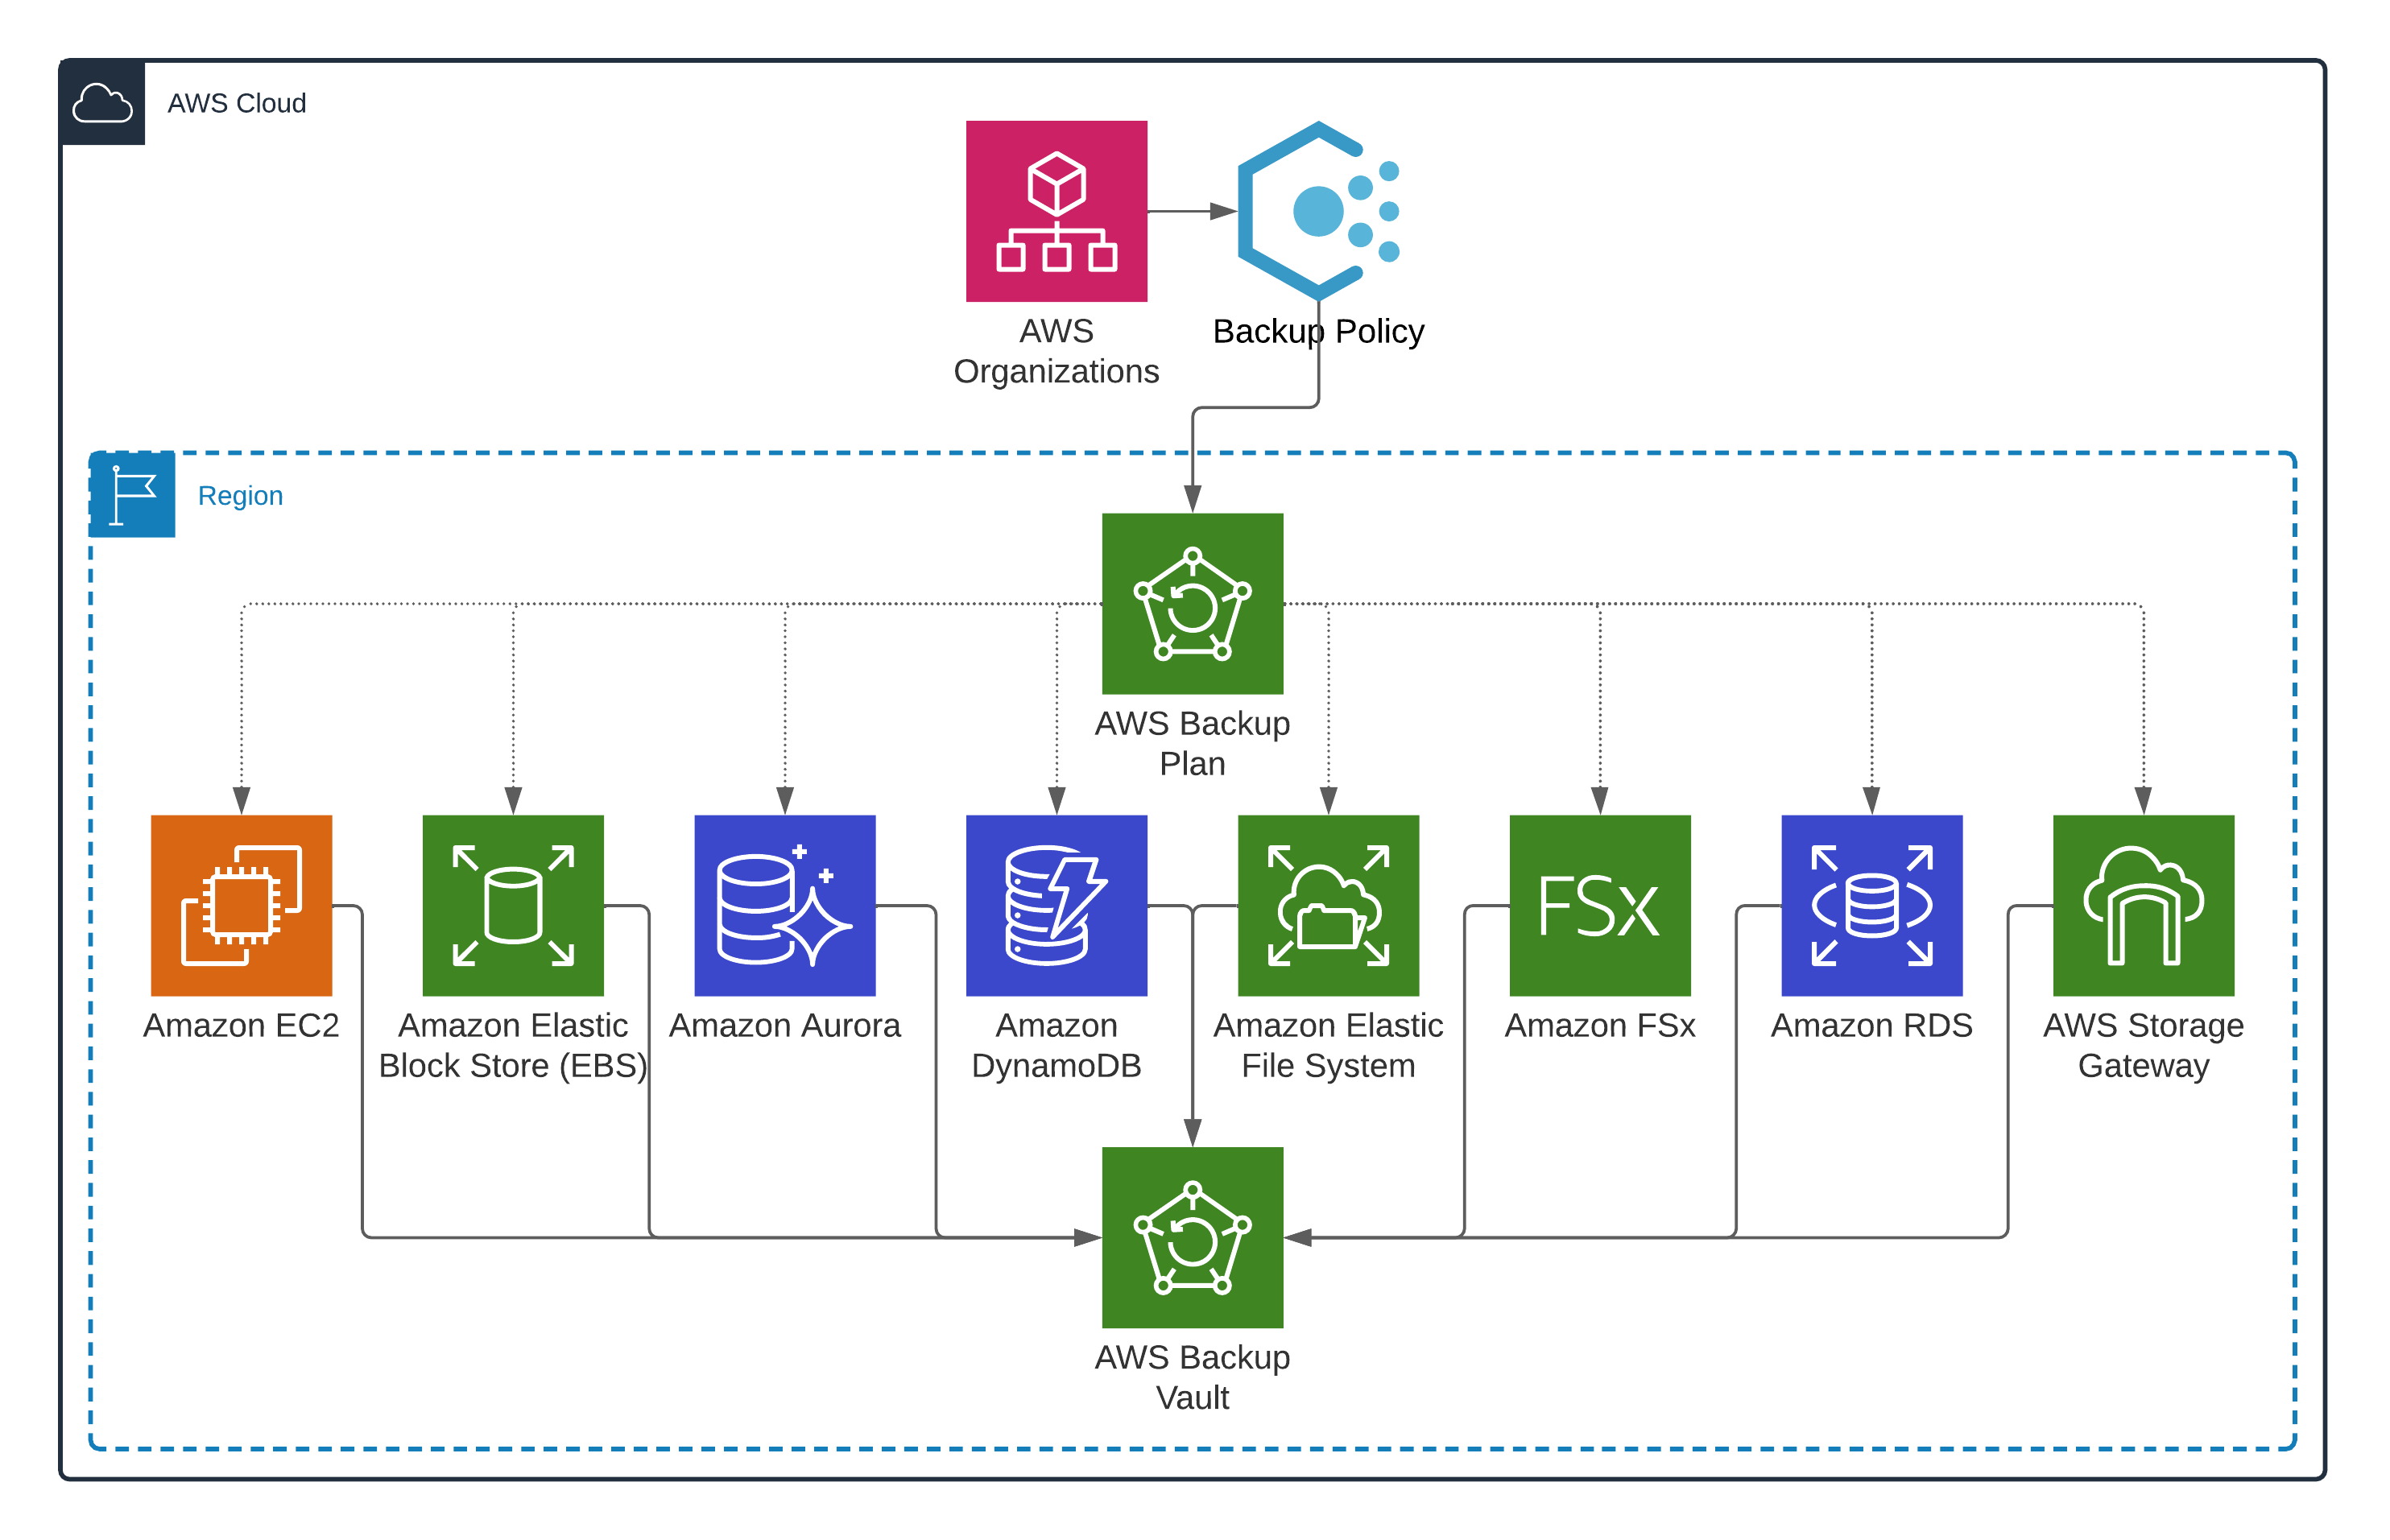 AWS Cloud
AWS
Organizations
Backup Policy
Region
AWS Backup
Plan
Amazon EC2
Amazon Elastic
Block Store (EBS)
Amazon Aurora
Amazon
DynamoDB
Amazon Elastic
File System
FSx
Amazon FSx
Amazon RDS
AWS Storage
Gateway
AWS Backup
Vault